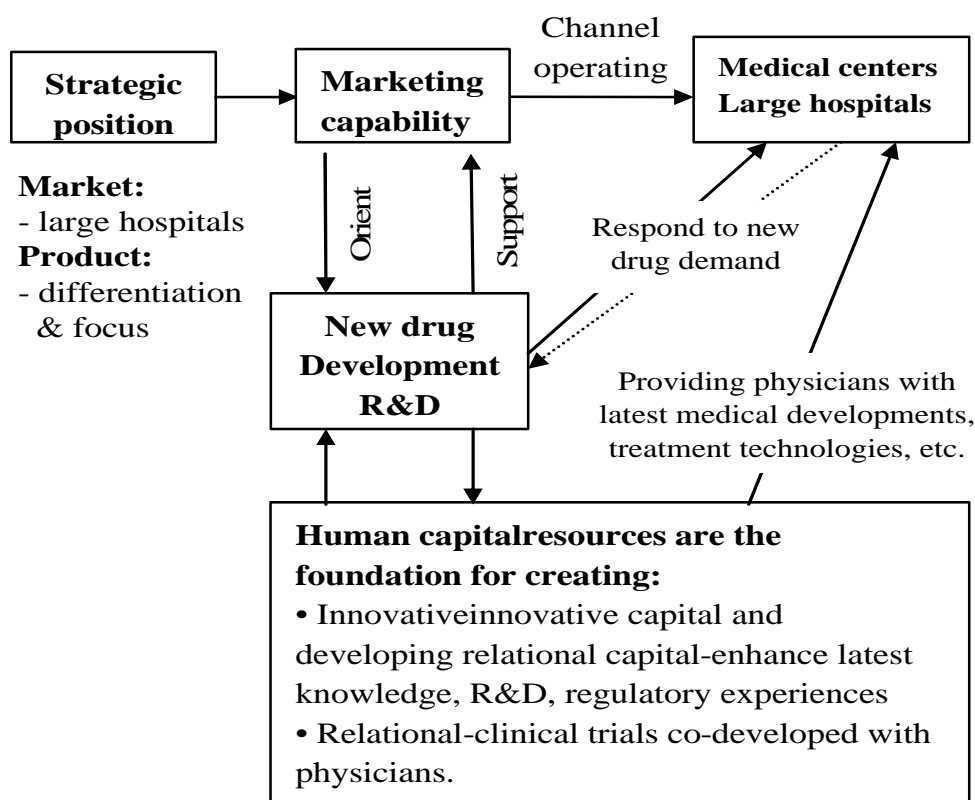 Channel
operating
Strategic
position
Marketing
capability
Medical centers
Large hospitals
Market:
- large hospitals
Product:
- differentiation
& focus
Orient
Support
Respond to new
drug demand
New drug
Development
R&D
Providing physicians with
latest medical developments,
treatment technologies, etc.
Human capitalresources are the
foundation for creating:
• Innovativeinnovative capital and
developing relational capital-enhance latest
knowledge, R&D, regulatory experiences
• Relational-clinical trials co-developed with
physicians.